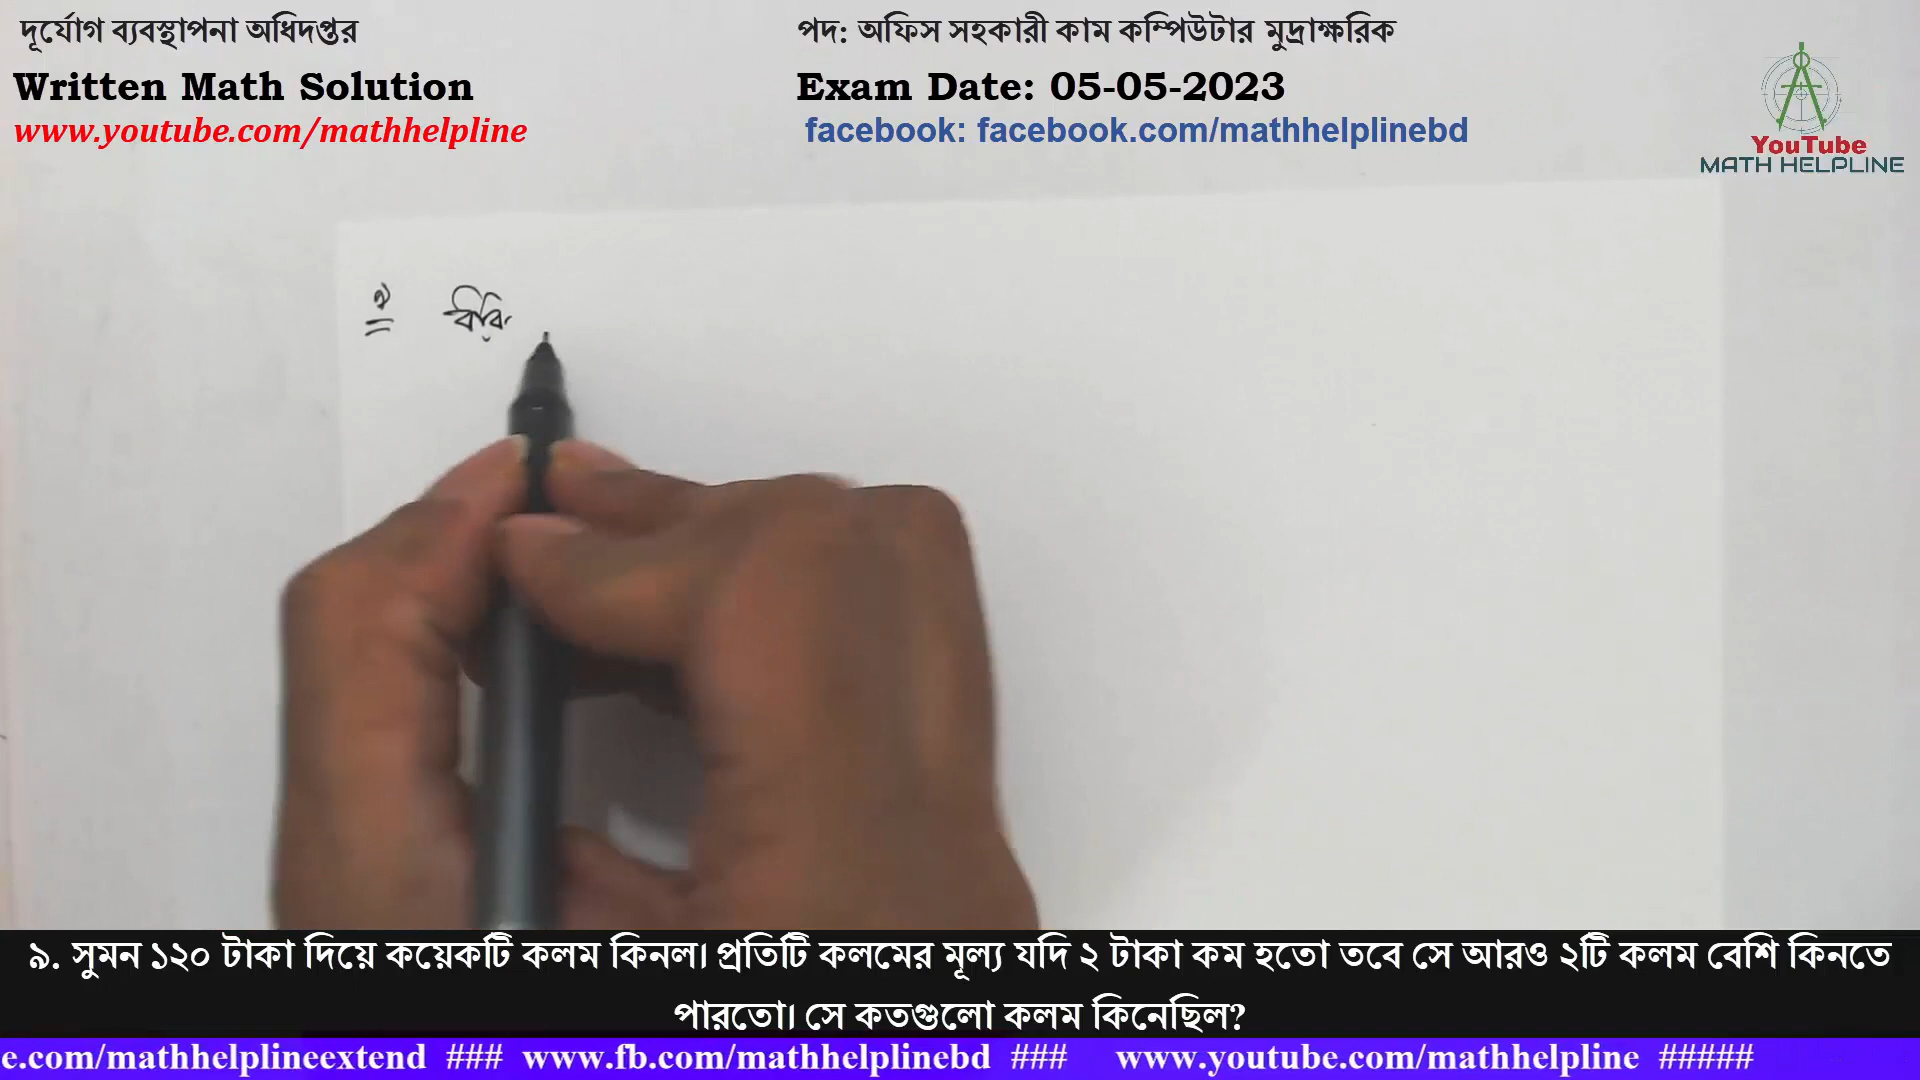 দূর্যোগ ব্যবস্থাপনা অধিদপ্তর
পদ: অফিস সহকারী কাম কম্পিউটার মুদ্রাক্ষরিক
Written Math Solution
Exam Date: 05-05-2023
www.youtube.com/mathhelpline
facebook: facebook.com/mathhelplinebd
YouTube
MATH HELPLINE
৯ ধরি
৯. সুমন ১২০ টাকা দিয়ে কয়েকটি কলম কিনল। প্রতিটি কলমের মূল্য যদি ২ টাকা কম হতো তবে সে আরও ২টি কলম বেশি কিনতে
পারতো। সে কতগুলো কলম কিনেছিল?
e.com/mathhelplineextend ### www.fb.com/mathhelplinebd ### www.youtube.com/mathhelpline #####